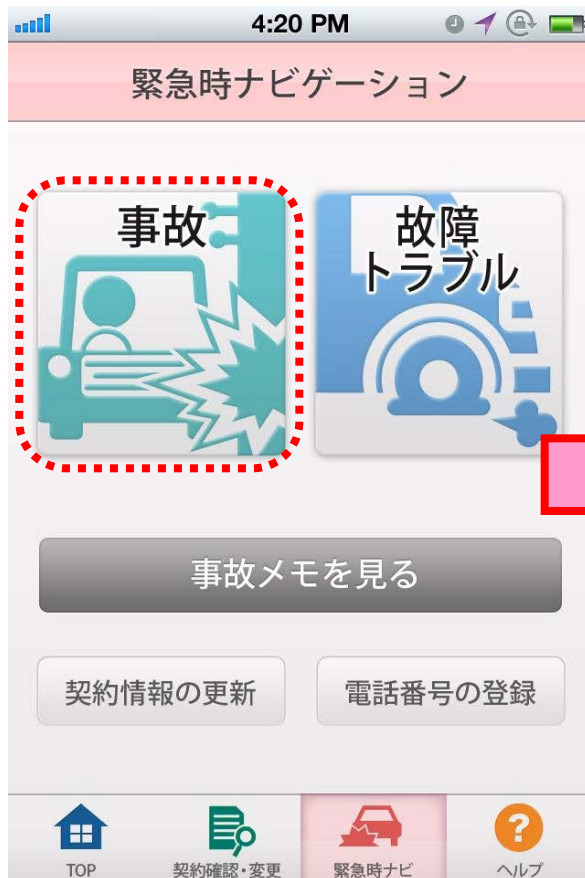 4:20 PM
緊急時ナビゲーション
事故
故障
トラブル
事故メモを見る
契約情報の更新
電話番号の登録
TOP
契約確認・変更
緊急時ナビ
?
ヘルプ